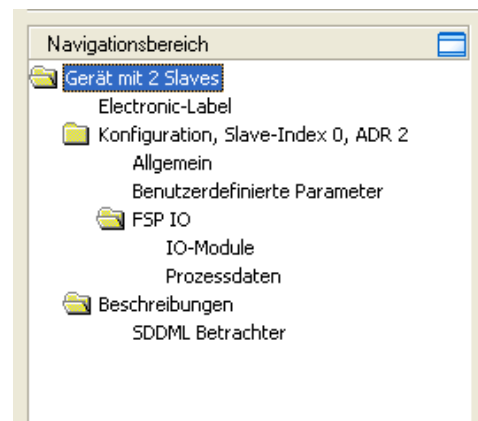 Navigationsbereich
Gerät mit 2 Slaves
Electronic-Label
Konfiguration, Slave-Index 0, ADR 2
Allgemein
Benutzerdefinierte Parameter
FSP IO
IO-Module
Prozessdaten
Beschreibungen
SDDML Betrachter